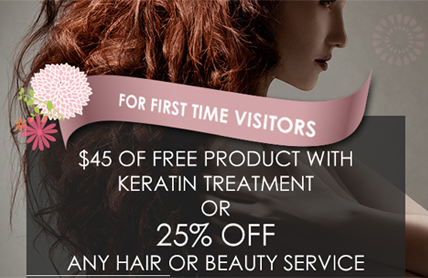 FOR FIRST TIME VISITORS
$45 OF FREE PRODUCT WITH
KERATIN TREATMENT
OR
25% OFF
ANY HAIR OR BEAUTY SERVICE